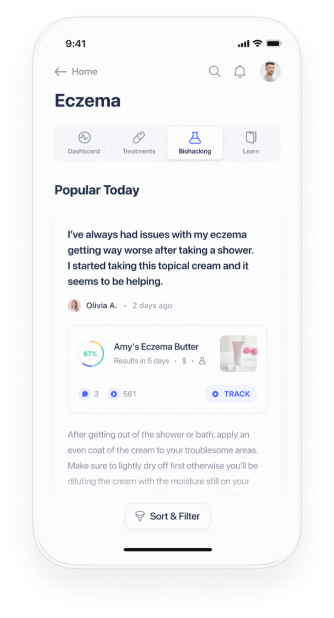 9:41
Home
Eczema
Dashboard
Treatments
Biohacking
Learn
Popular Today
I've always had issues with my eczema
getting way worse after taking a shower.
I started taking this topical cream and it
seems to be helping.
Olivia A. • 2 days ago
67%
Amy's Eczema Butter
Results in 5 days • $ •
3
561
TRACK
After getting out of the shower or bath, apply an
even coat of the cream to your troublesome areas.
Make sure to lightly dry off first otherwise you'll be
diluting the cream with the moisture still on your
Sort & Filter